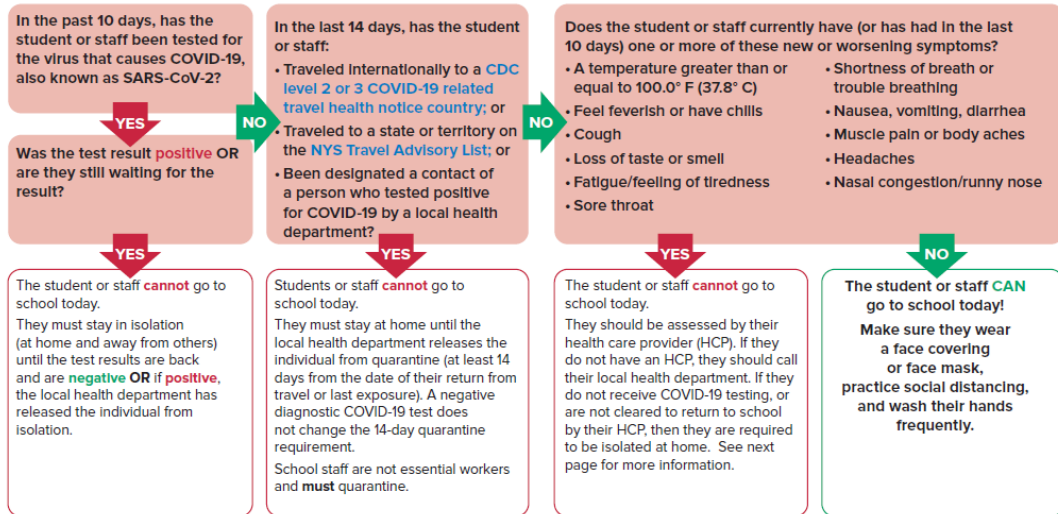 In the past 10 days, has the
student or staff been tested for
the virus that causes COVID-19,
also known as SARS-CoV-2?
YES
Was the test result positive OR
are they still waiting for the
result?
YES
The student or staff cannot go to
school today.
They must stay in isolation
(at home and away from others)
until the test results are back
and are negative OR if positive,
the local health department has
released the individual from
isolation.
NO
In the last 14 days, has the student
or staff:
• Traveled internationally to a CDC
level 2 or 3 COVID-19 related
travel health notice country; or
• Traveled to a state or territory on
the NYS Travel Advisory List; or
• Been designated a contact of
a person who tested positive
for COVID-19 by a local health
department?
YES
Students or staff cannot go to
school today.
They must stay at home until the
local health department releases the
individual from quarantine (at least 14
days from the date of their return from
travel or last exposure). A negative
diagnostic COVID-19 test does
not change the 14-day quarantine
requirement.
School staff are not essential workers
and must quarantine.
NO
Does the student or staff currently have (or has had in the last
10 days) one or more of these new or worsening symptoms?
• A temperature greater than or
equal to 100.0° F (37.8° C)
• Feel feverish or have chills
• Cough
• Loss of taste or smell
• Fatigue/feeling of tiredness
• Sore throat
• Shortness of breath or
trouble breathing
• Nausea, vomiting, diarrhea
• Muscle pain or body aches
• Headaches
• Nasal congestion/runny nose
YES
The student or staff cannot go to
school today.
They should be assessed by their
health care provider (HCP). If they
do not have an HCP, they should call
their local health department. If they
do not receive COVID-19 testing, or
are not cleared to return to school
by their HCP, then they are required
to be isolated at home. See next
page for more information.
NO
The student or staff CAN
go to school today!
Make sure they wear
a face covering
or face mask,
practice social distancing,
and wash their hands
frequently.